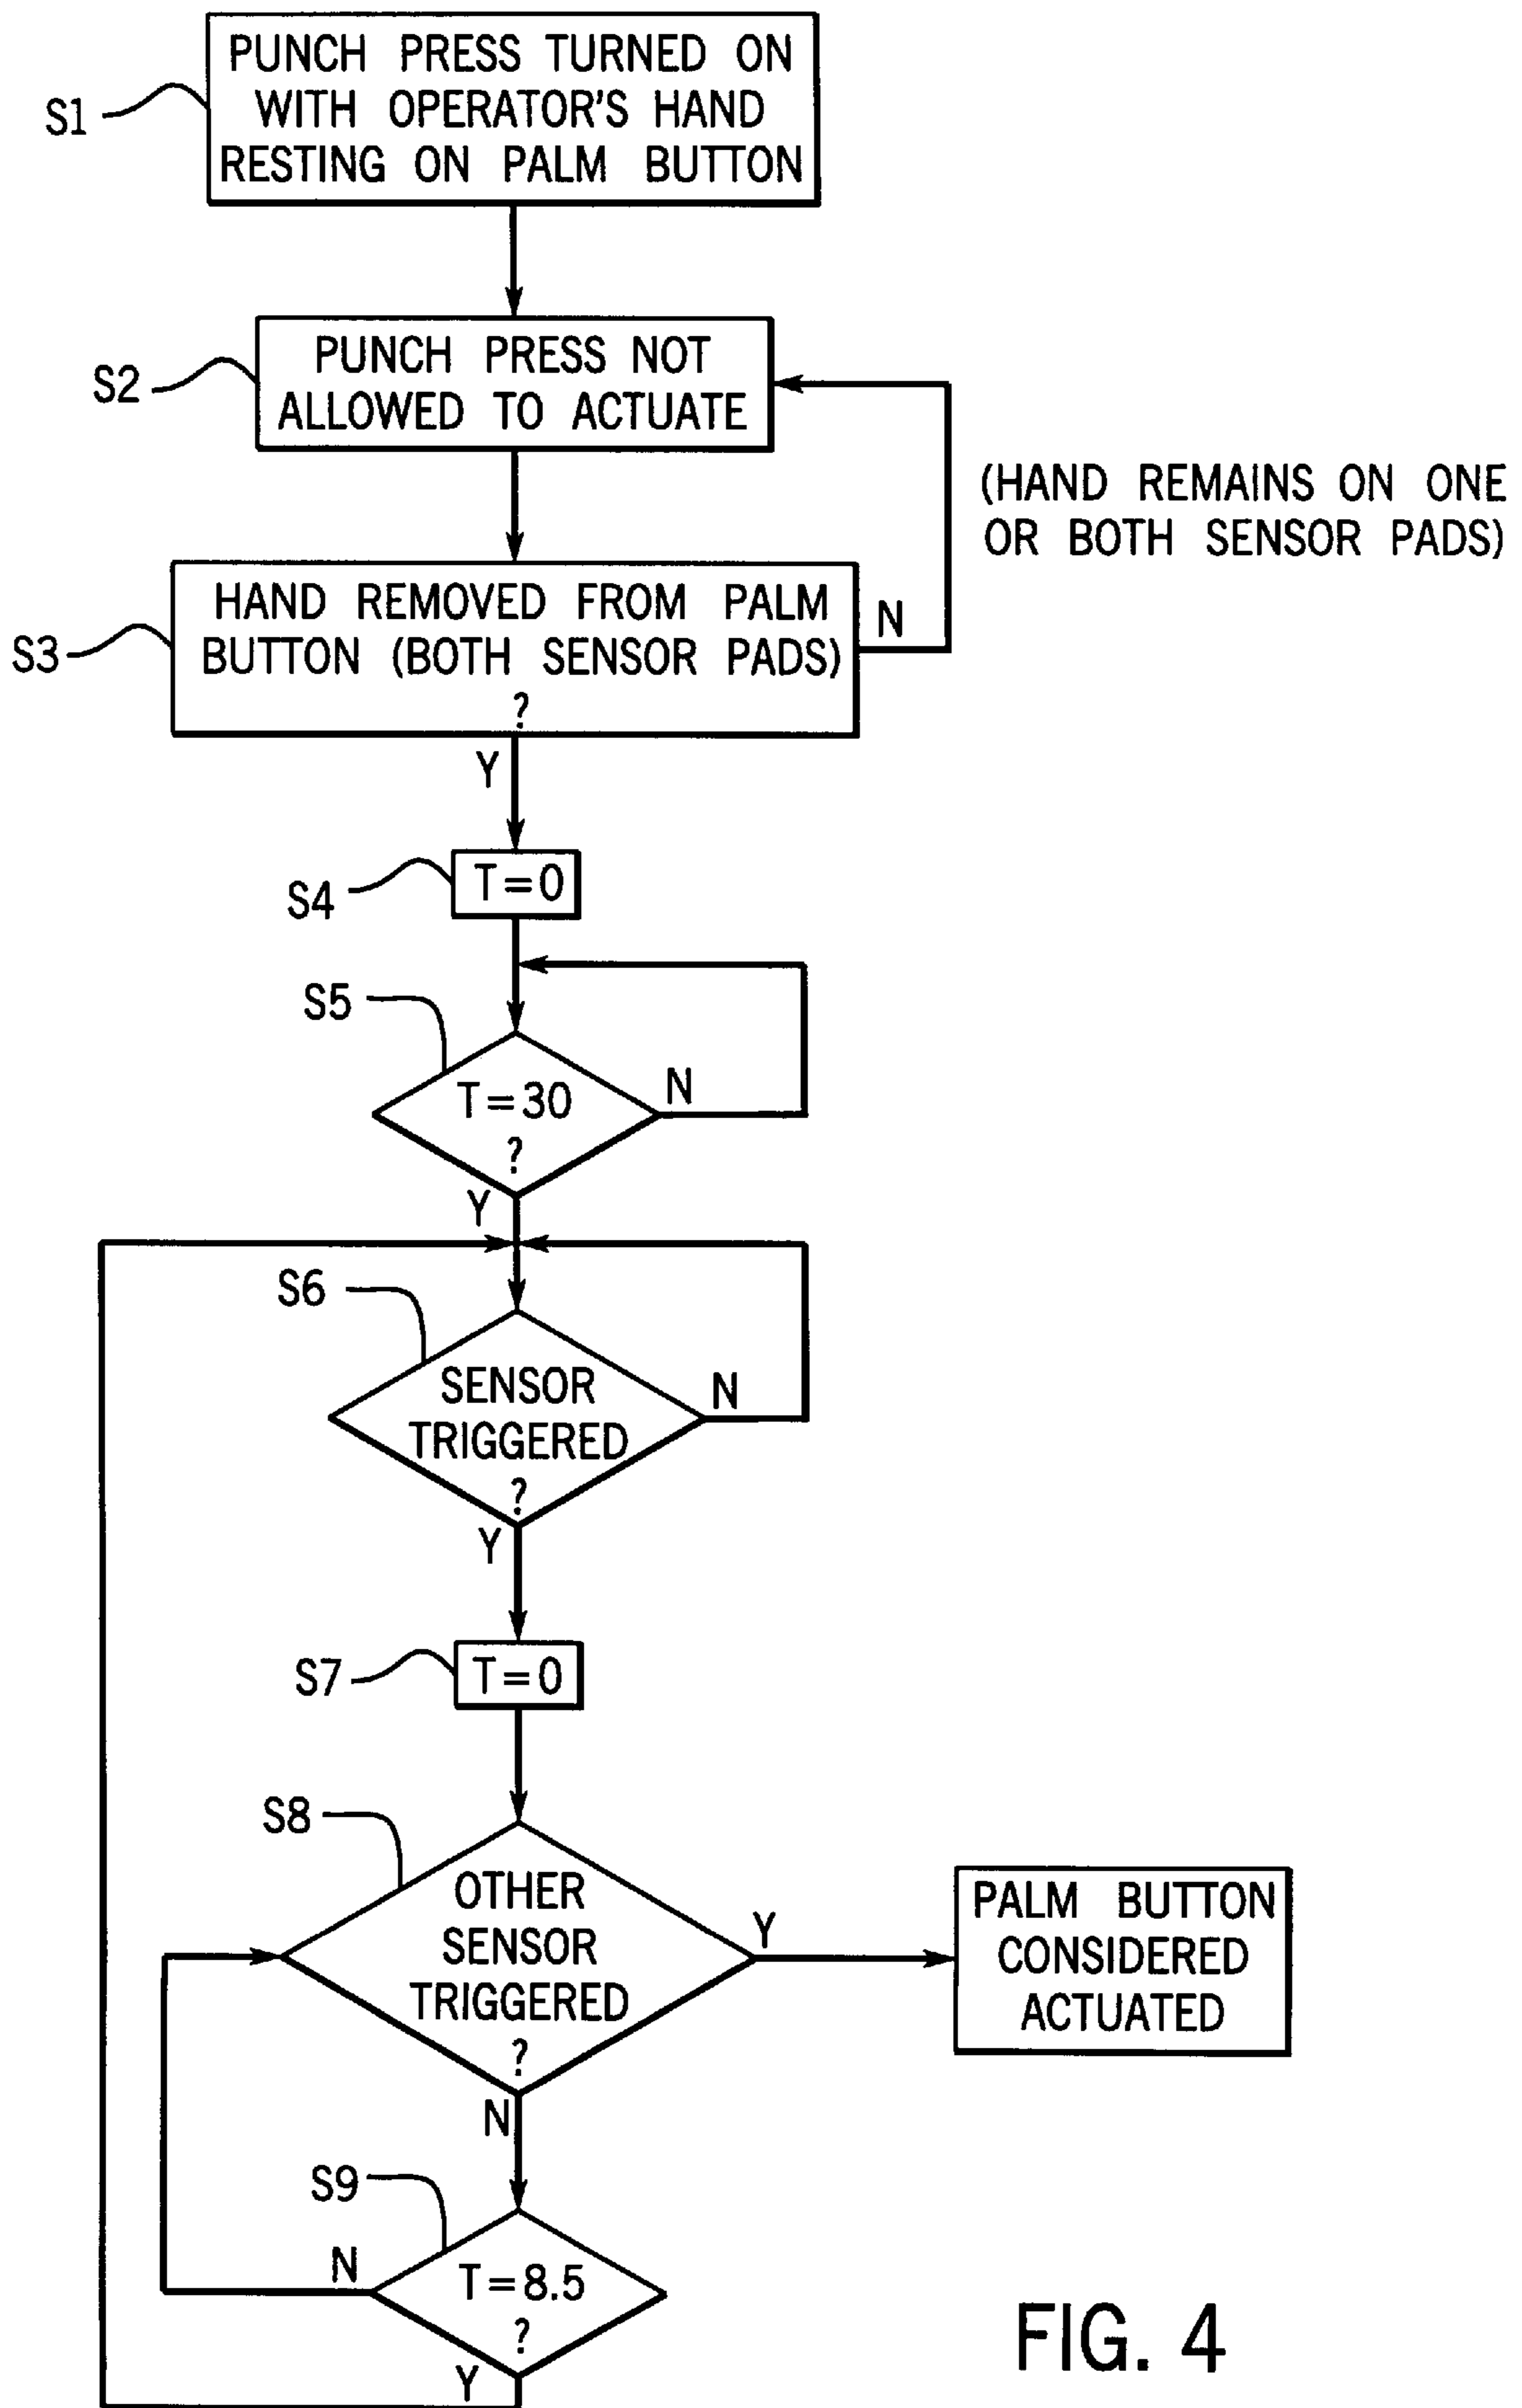 PUNCH PRESS TURNED ON
WITH OPERATOR'S HAND
RESTING ON PALM BUTTON
S1
PUNCH PRESS NOT
ALLOWED TO ACTUATE
S2
(HAND REMAINS ON ONE
OR BOTH SENSOR PADS)
HAND REMOVED FROM PALM
BUTTON (BOTH SENSOR PADS)
?
N
S3
Y
T=0
S4
S5
T=30
?
N
Y
S6
SENSOR
TRIGGERED
?
N
Y
T=0
S7
S8
OTHER
SENSOR
TRIGGERED
?
Y
PALM BUTTON
CONSIDERED
ACTUATED
N
S9
N
T=8.5
?
Y
FIG. 4